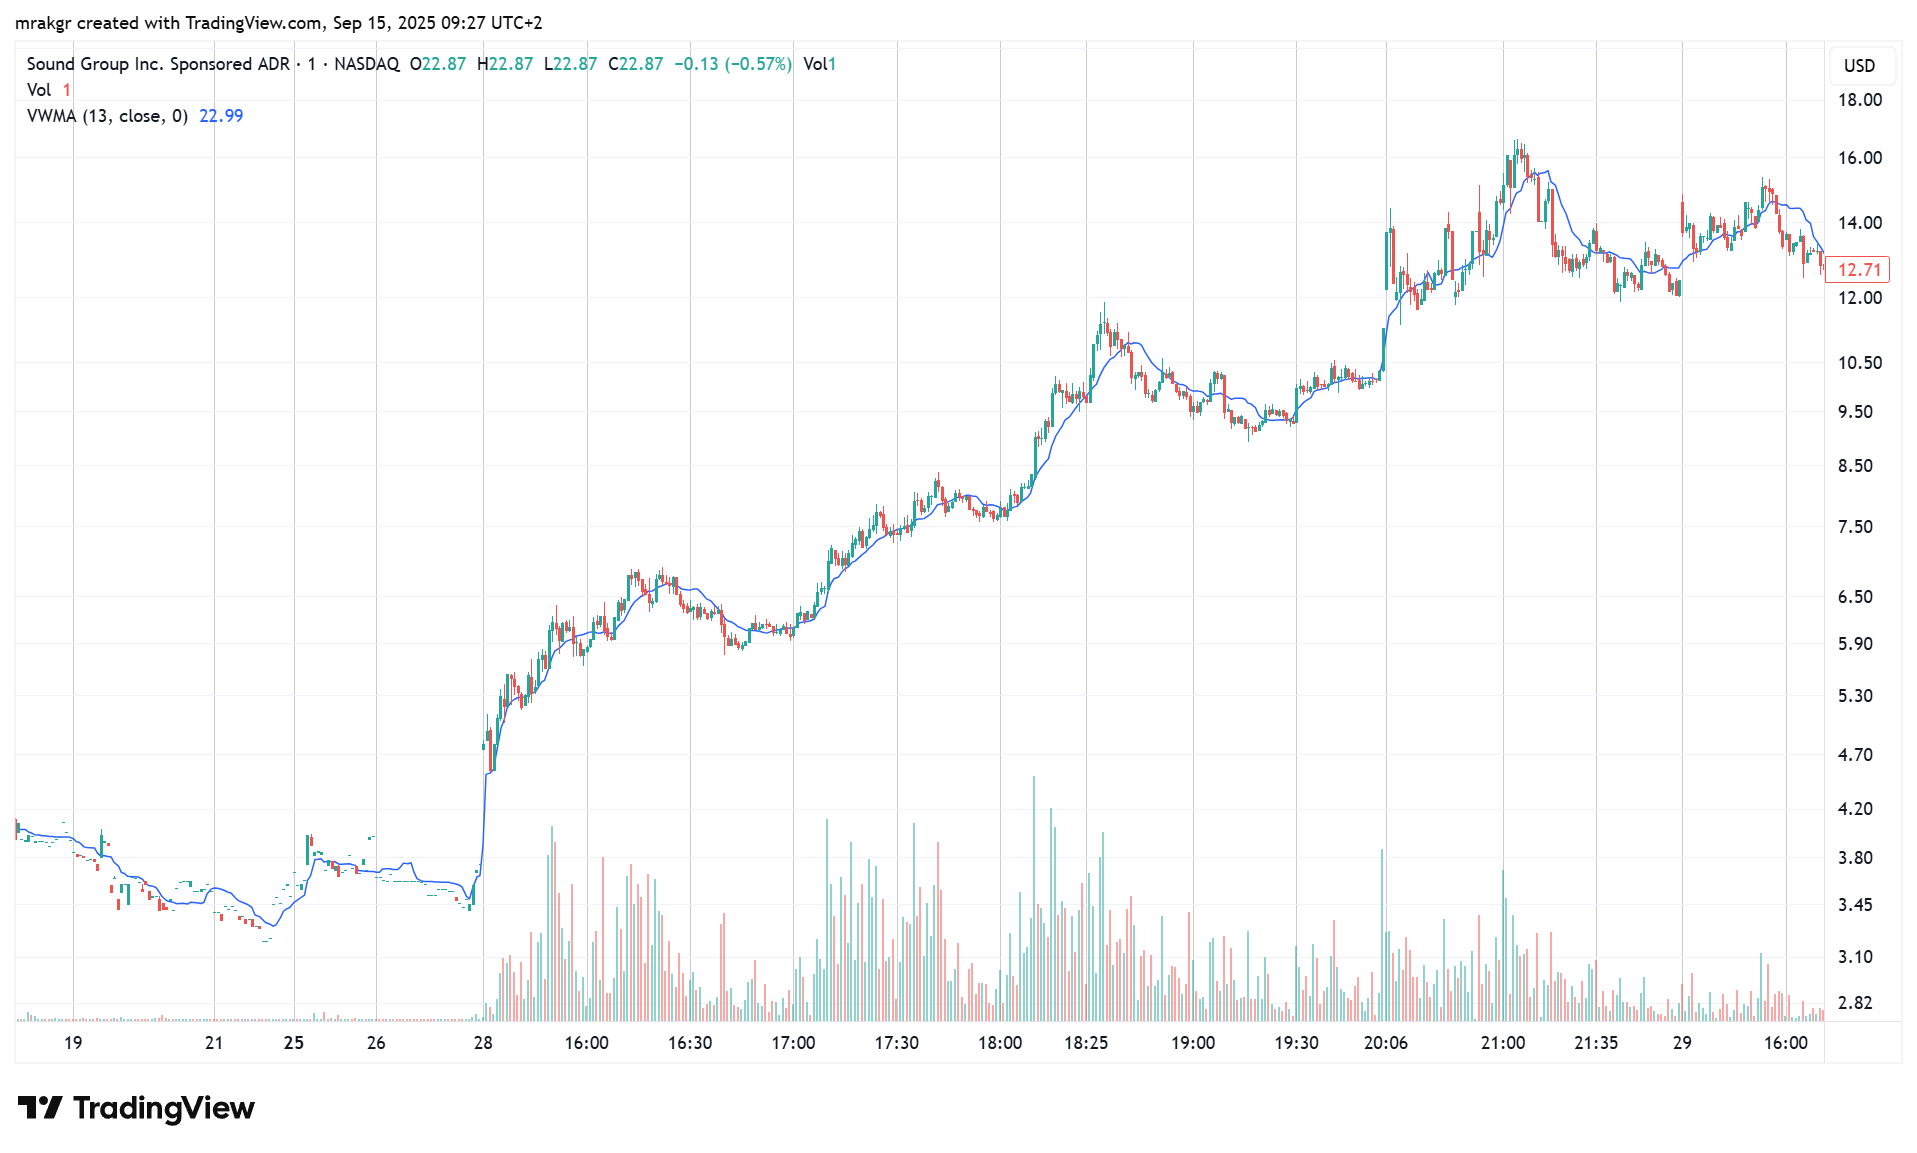 mrakgr created with TradingView.com, Sep 15, 2025 09:27 UTC+2
Sound Group Inc. Sponsored ADR · 1 · NASDAQ O22.87 H22.87 L22.87 C22.87 −0.13 (−0.57%) Vol1
Vol 1
VWMA (13, close, 0) 22.99
USD
18.00
16.00
14.00
12.71
12.00
10.50
9.50
8.50
7.50
6.50
5.90
5.30
4.70
4.20
3.80
3.45
3.10
2.82
19 21 25 26 28 16:00 16:30 17:00 17:30 18:00 18:25 19:00 19:30 20:06 21:00 21:35 29 16:00
TradingView